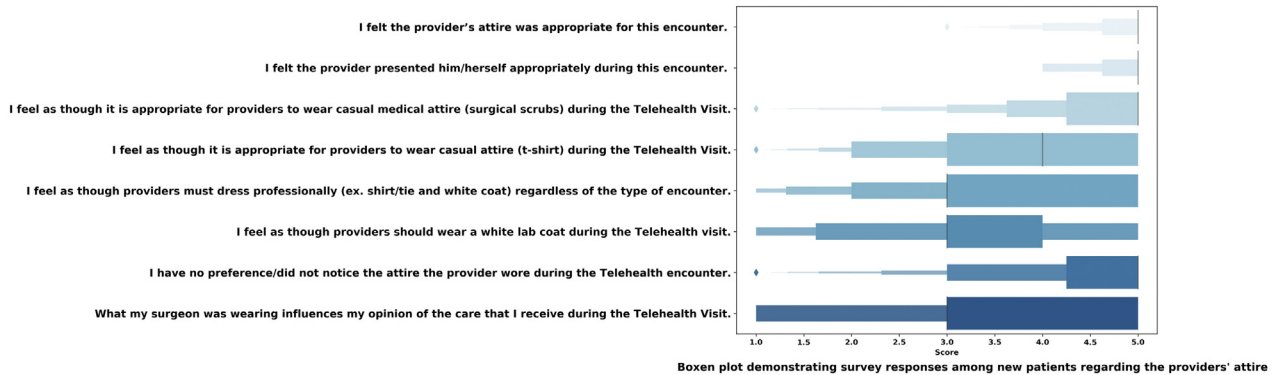 I felt the provider’s attire was appropriate for this encounter.
I felt the provider presented him/herself appropriately during this encounter.
I feel as though it is appropriate for providers to wear casual medical attire (surgical scrubs) during the Telehealth Visit.
I feel as though it is appropriate for providers to wear casual attire (t-shirt) during the Telehealth Visit.
I feel as though providers must dress professionally (ex. shirt/tie and white coat) regardless of the type of encounter.
I feel as though providers should wear a white lab coat during the Telehealth visit.
I have no preference/did not notice the attire the provider wore during the Telehealth encounter.
What my surgeon was wearing influences my opinion of the care that I receive during the Telehealth Visit.
1.0 1.5 2.0 2.5 3.0 3.5 4.0 4.5 5.0
Score
Boxen plot demonstrating survey responses among new patients regarding the providers' attire